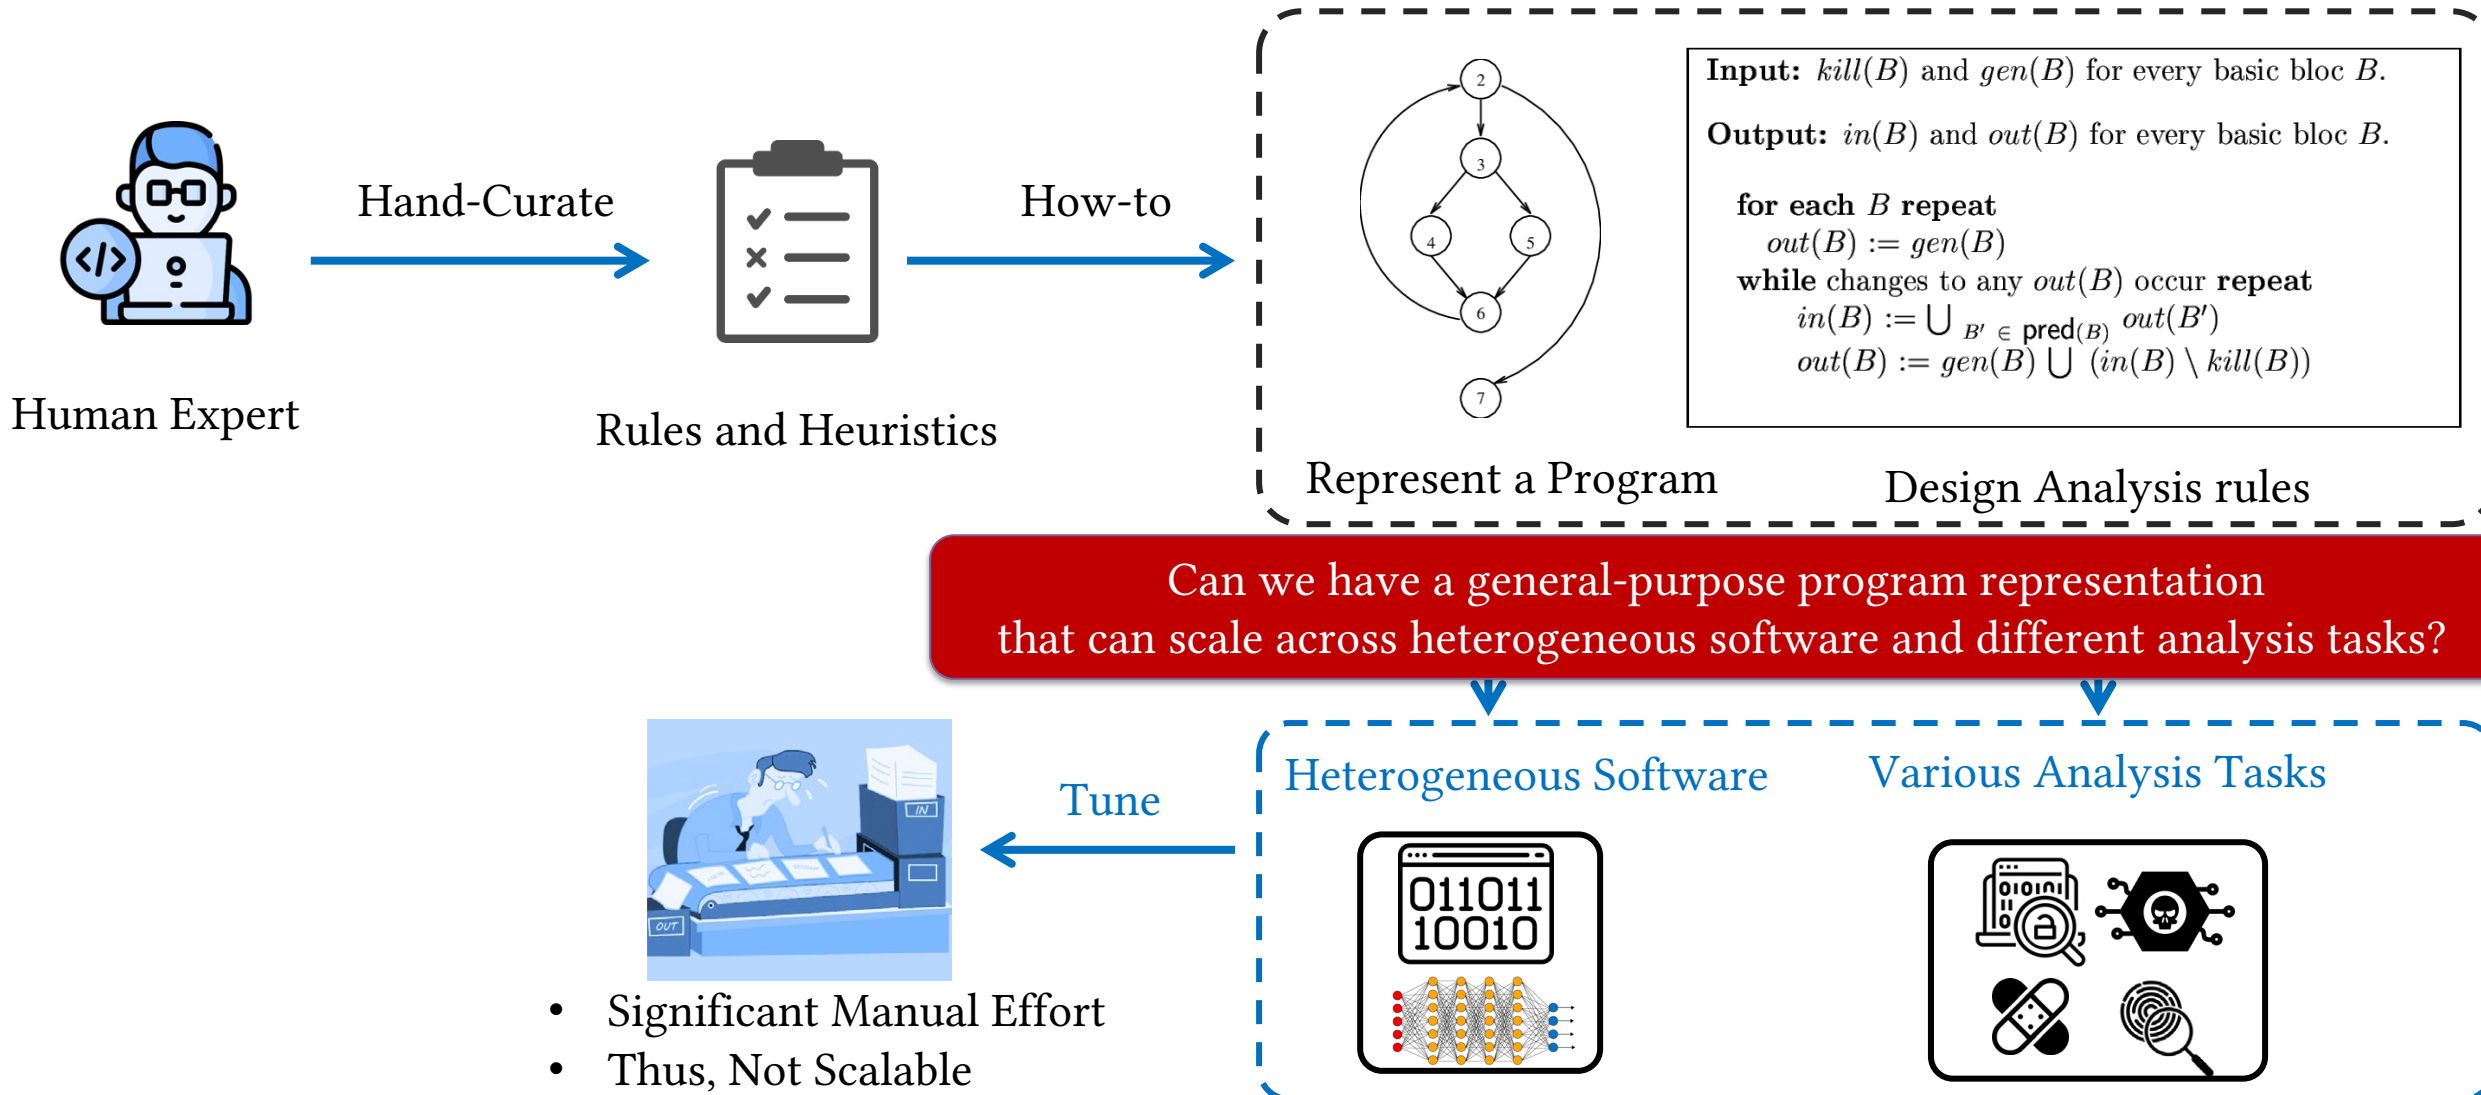 Hand-Curate
How-to
Human Expert
Rules and Heuristics
</>
2
3
4
5
6
7
Represent a Program
Input: kill(B) and gen(B) for every basic bloc B.
Output: in(B) and out(B) for every basic bloc B.
for each B repeat
out(B) := gen(B)
while changes to any out(B) occur repeat
in(B) := ⋃ B′ ∈ pred(B) out(B′)
out(B) := gen(B) ⋃ (in(B) \ kill(B))
Design Analysis rules
Can we have a general-purpose program representation
that can scale across heterogeneous software and different analysis tasks?
Heterogeneous Software
Various Analysis Tasks
Tune
IN
OUT
011011
10010
010101
• Significant Manual Effort
• Thus, Not Scalable